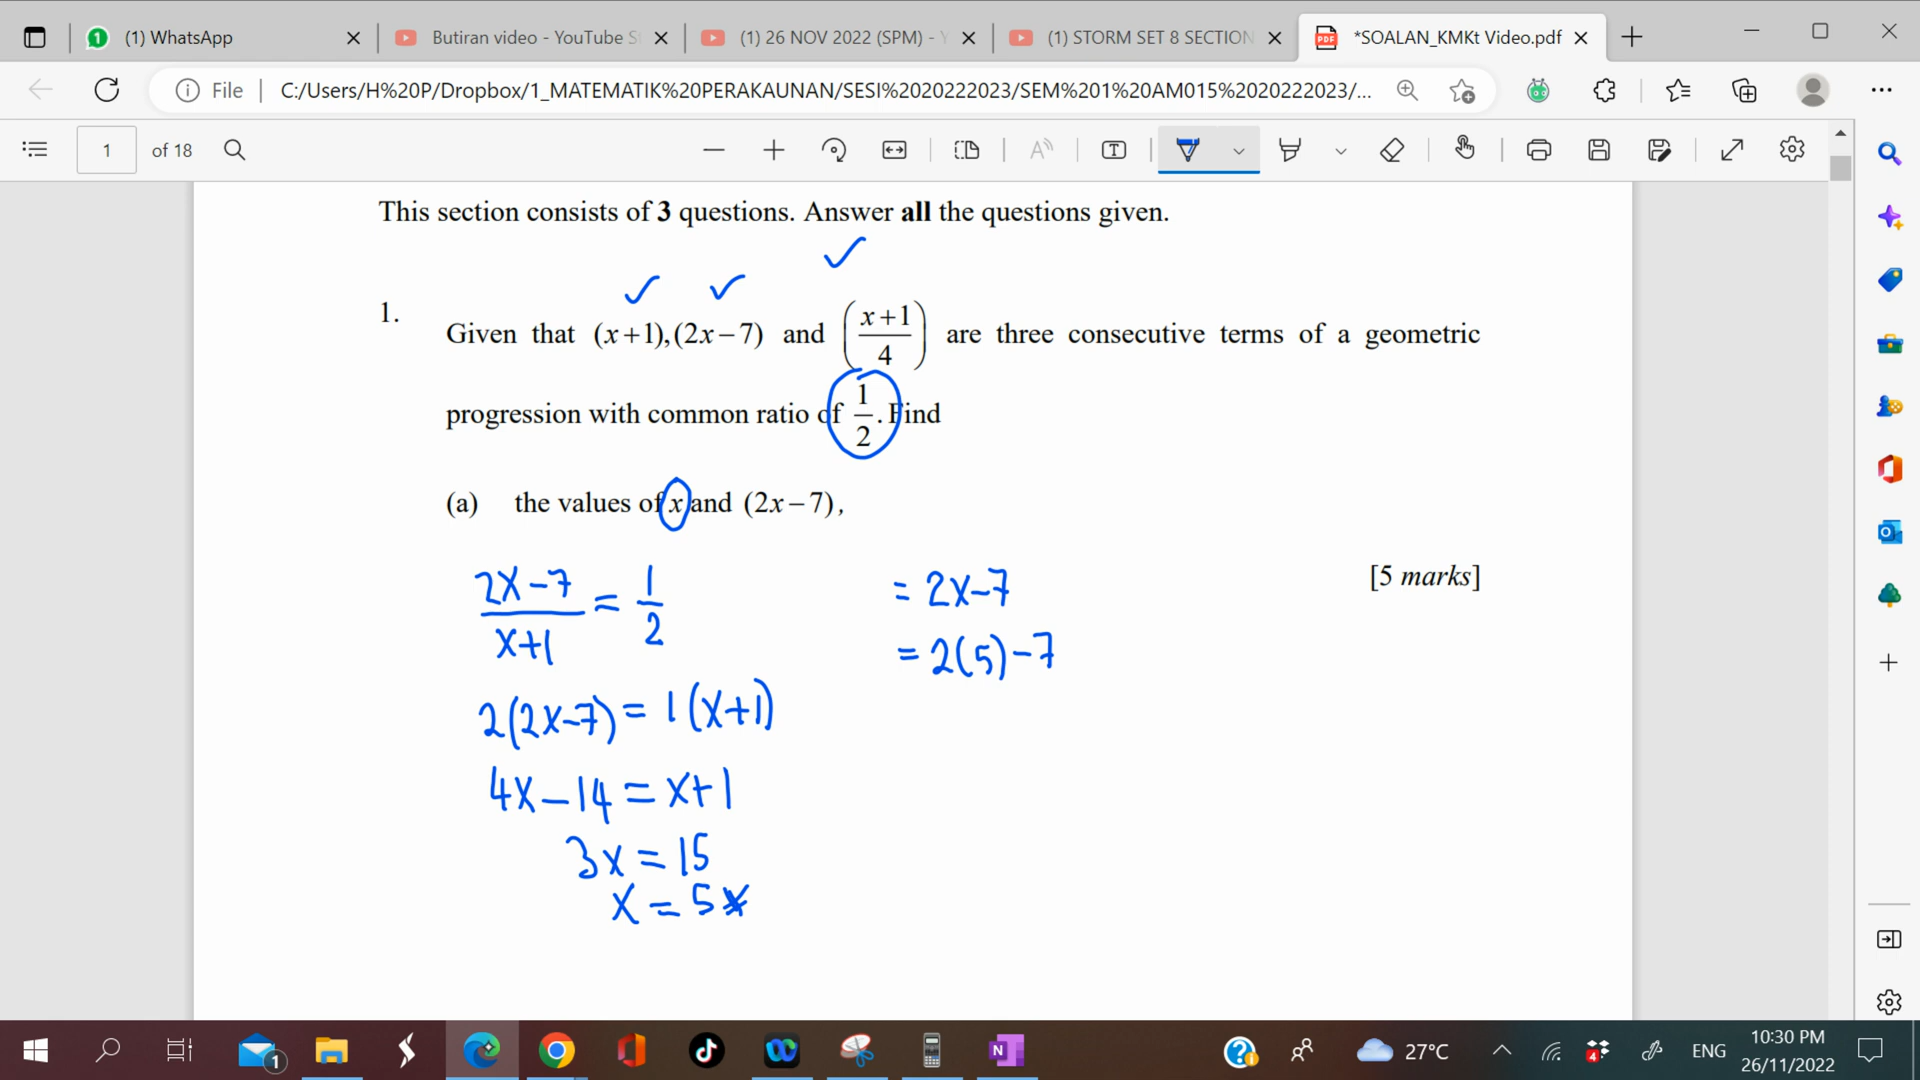 (1) WhatsApp
Butiran video - YouTube S
(1) 26 NOV 2022 (SPM) - Y
(1) STORM SET 8 SECTION
*SOALAN_KMKt Video.pdf
File
C:/Users/H%20P/Dropbox/1_MATEMATIK%20PERAKAUNAN/SESI%2020222023/SEM%201%20AM015%2020222023/...
1 of 18
This section consists of 3 questions. Answer all the questions given.
1.
Given that (x+1),(2x−7) and ((x+1)/4) are three consecutive terms of a geometric
progression with common ratio of 1/2. Find
(a) the values of x and (2x−7),
[5 marks]
(2x−7)/(x+1) = 1/2
2(2x−7) = 1(x+1)
4x−14 = x+1
3x = 15
x = 5
= 2x−7
= 2(5)−7
1
27°C
4
ENG
10:30 PM
26/11/2022